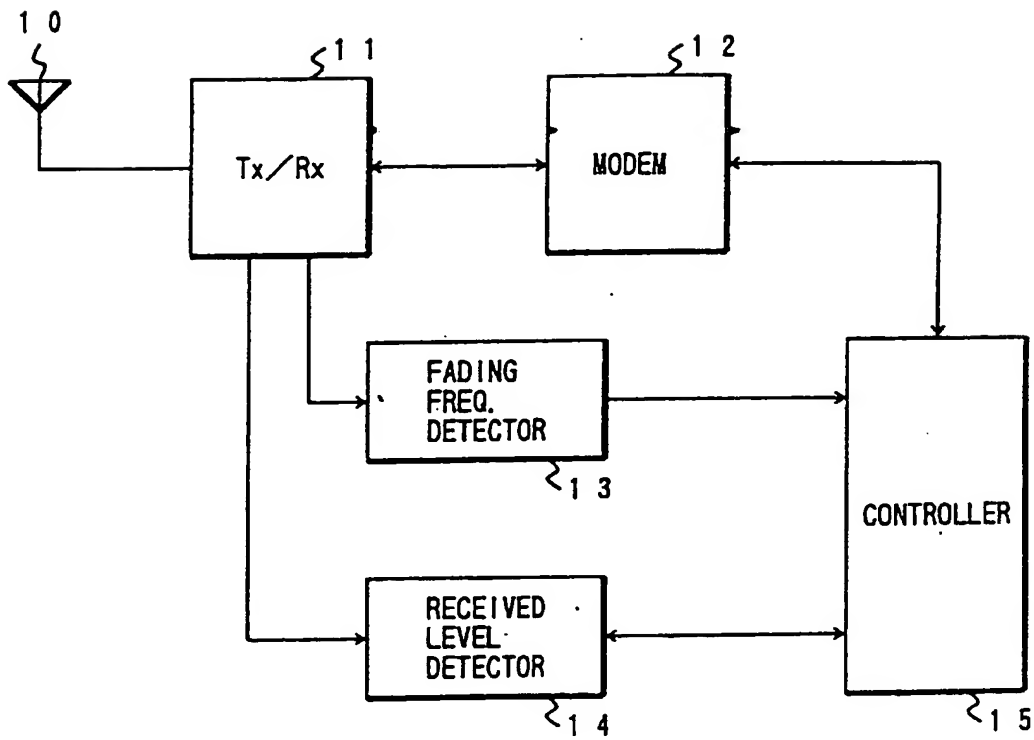 10
11
12
Tx/Rx
MODEM
FADING
FREQ.
DETECTOR
13
CONTROLLER
RECEIVED
LEVEL
DETECTOR
14
15